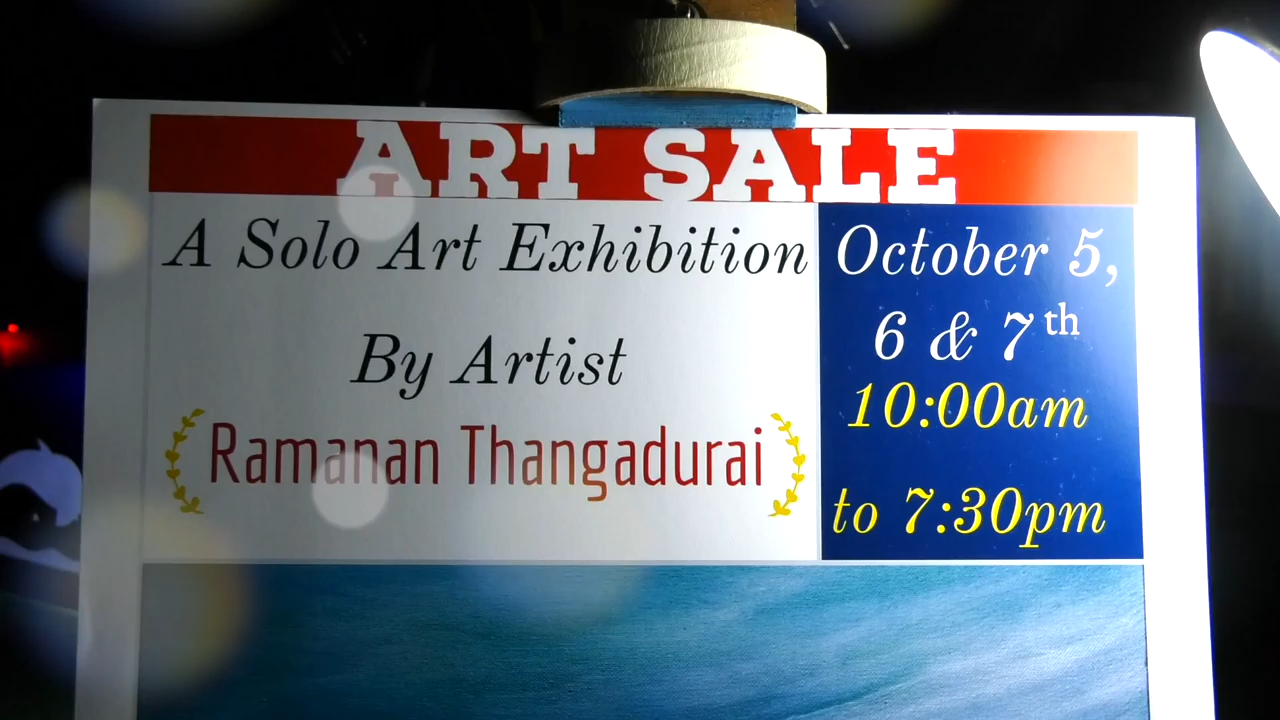 ART SALE
A Solo Art Exhibition
By Artist
Ramanan Thangadurai
October 5,
6 & 7th
10:00am
to 7:30pm